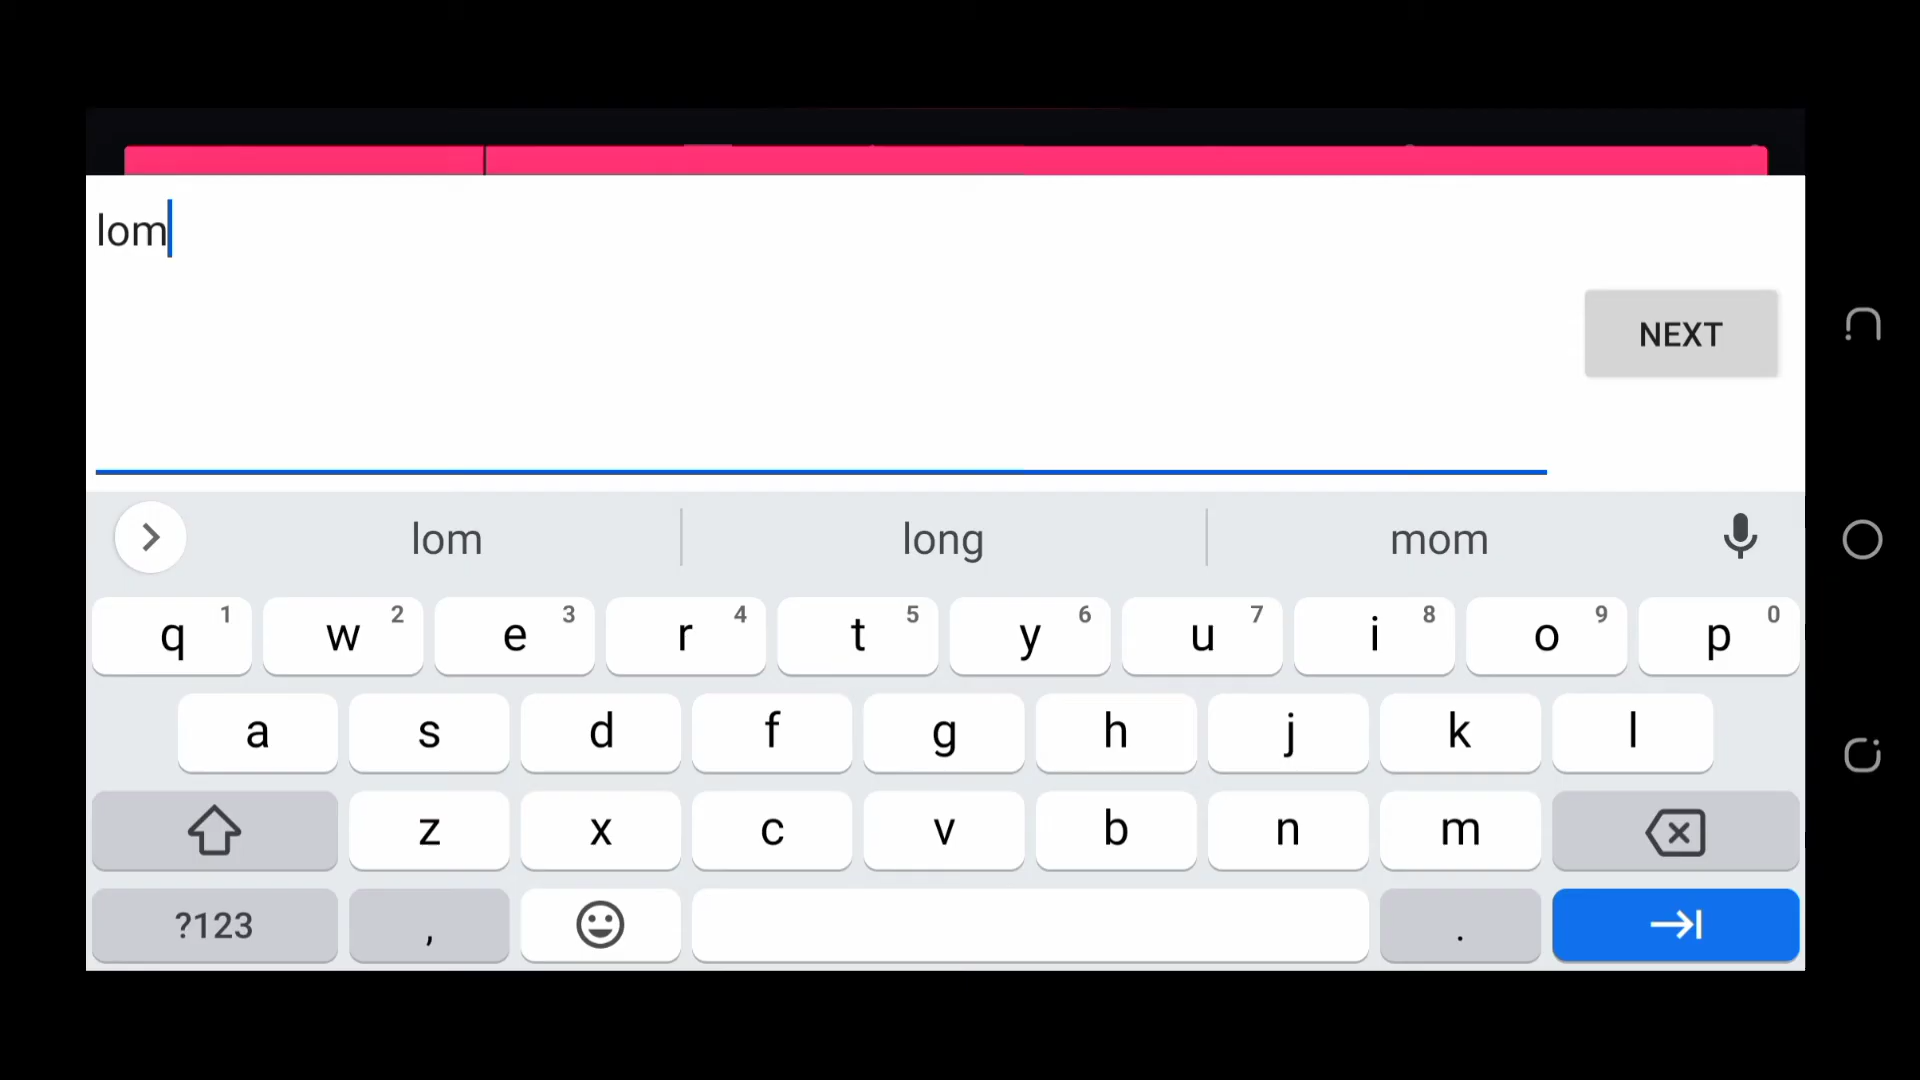 lom
NEXT
lom long mom
q 1 w 2 e 3 r 4 t 5 y 6 u 7 i 8 o 9 p 0
a s d f g h j k l
z x c v b n m
?123 , .